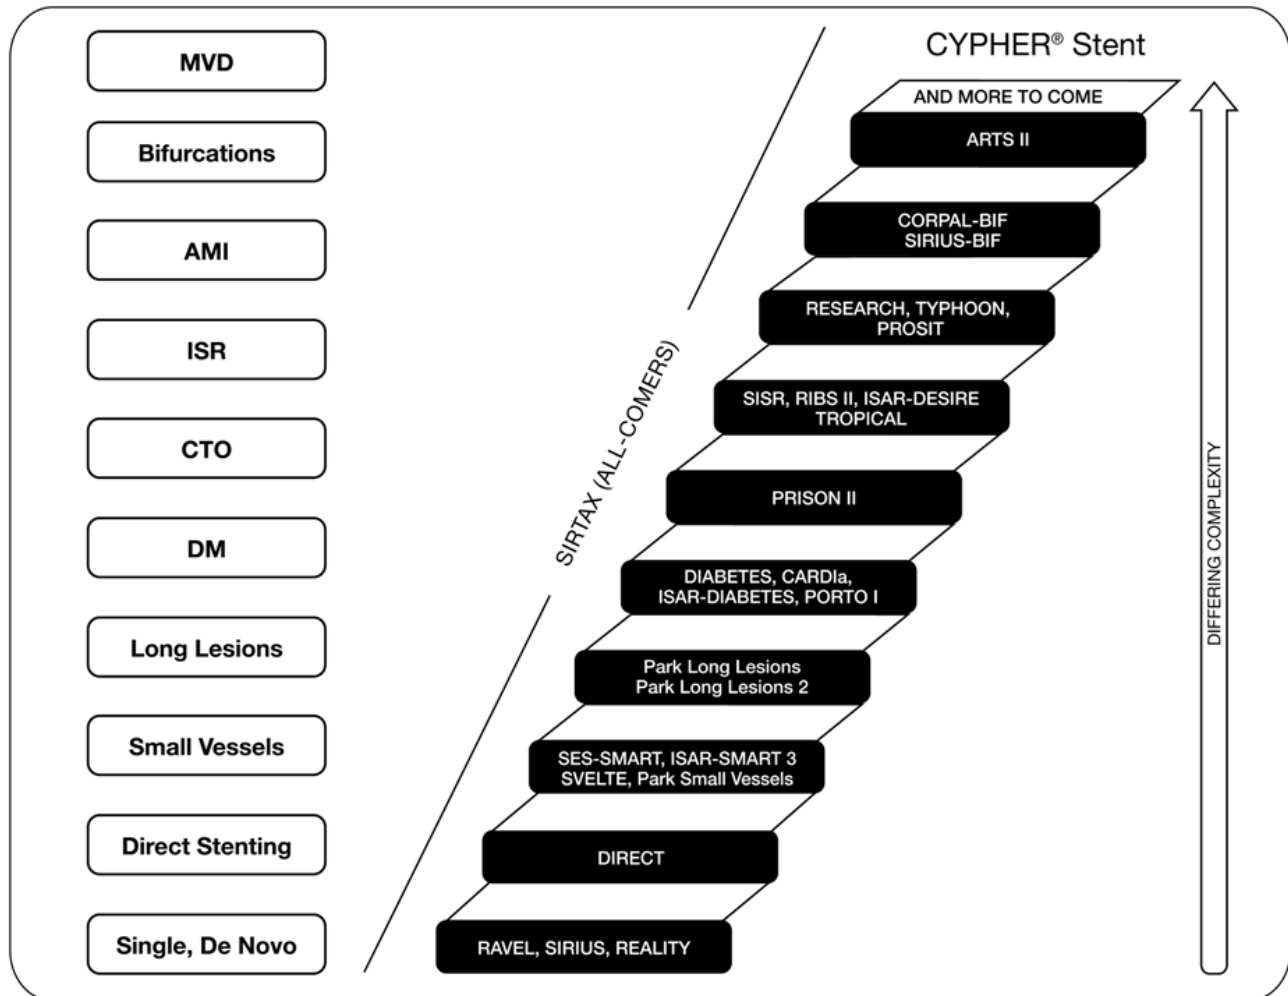 CYPHER® Stent
MVD
Bifurcations
AMI
ISR
CTO
DM
Long Lesions
Small Vessels
Direct Stenting
Single, De Novo
SIRTAX (ALL-COMERS)
AND MORE TO COME
ARTS II
CORPAL-BIF
SIRIUS-BIF
RESEARCH, TYPHOON,
PROSIT
SISR, RIBS II, ISAR-DESIRE
TROPICAL
PRISON II
DIABETES, CARDIa,
ISAR-DIABETES, PORTO I
Park Long Lesions
Park Long Lesions 2
SES-SMART, ISAR-SMART 3
SVELTE, Park Small Vessels
DIRECT
RAVEL, SIRIUS, REALITY
DIFFERING COMPLEXITY